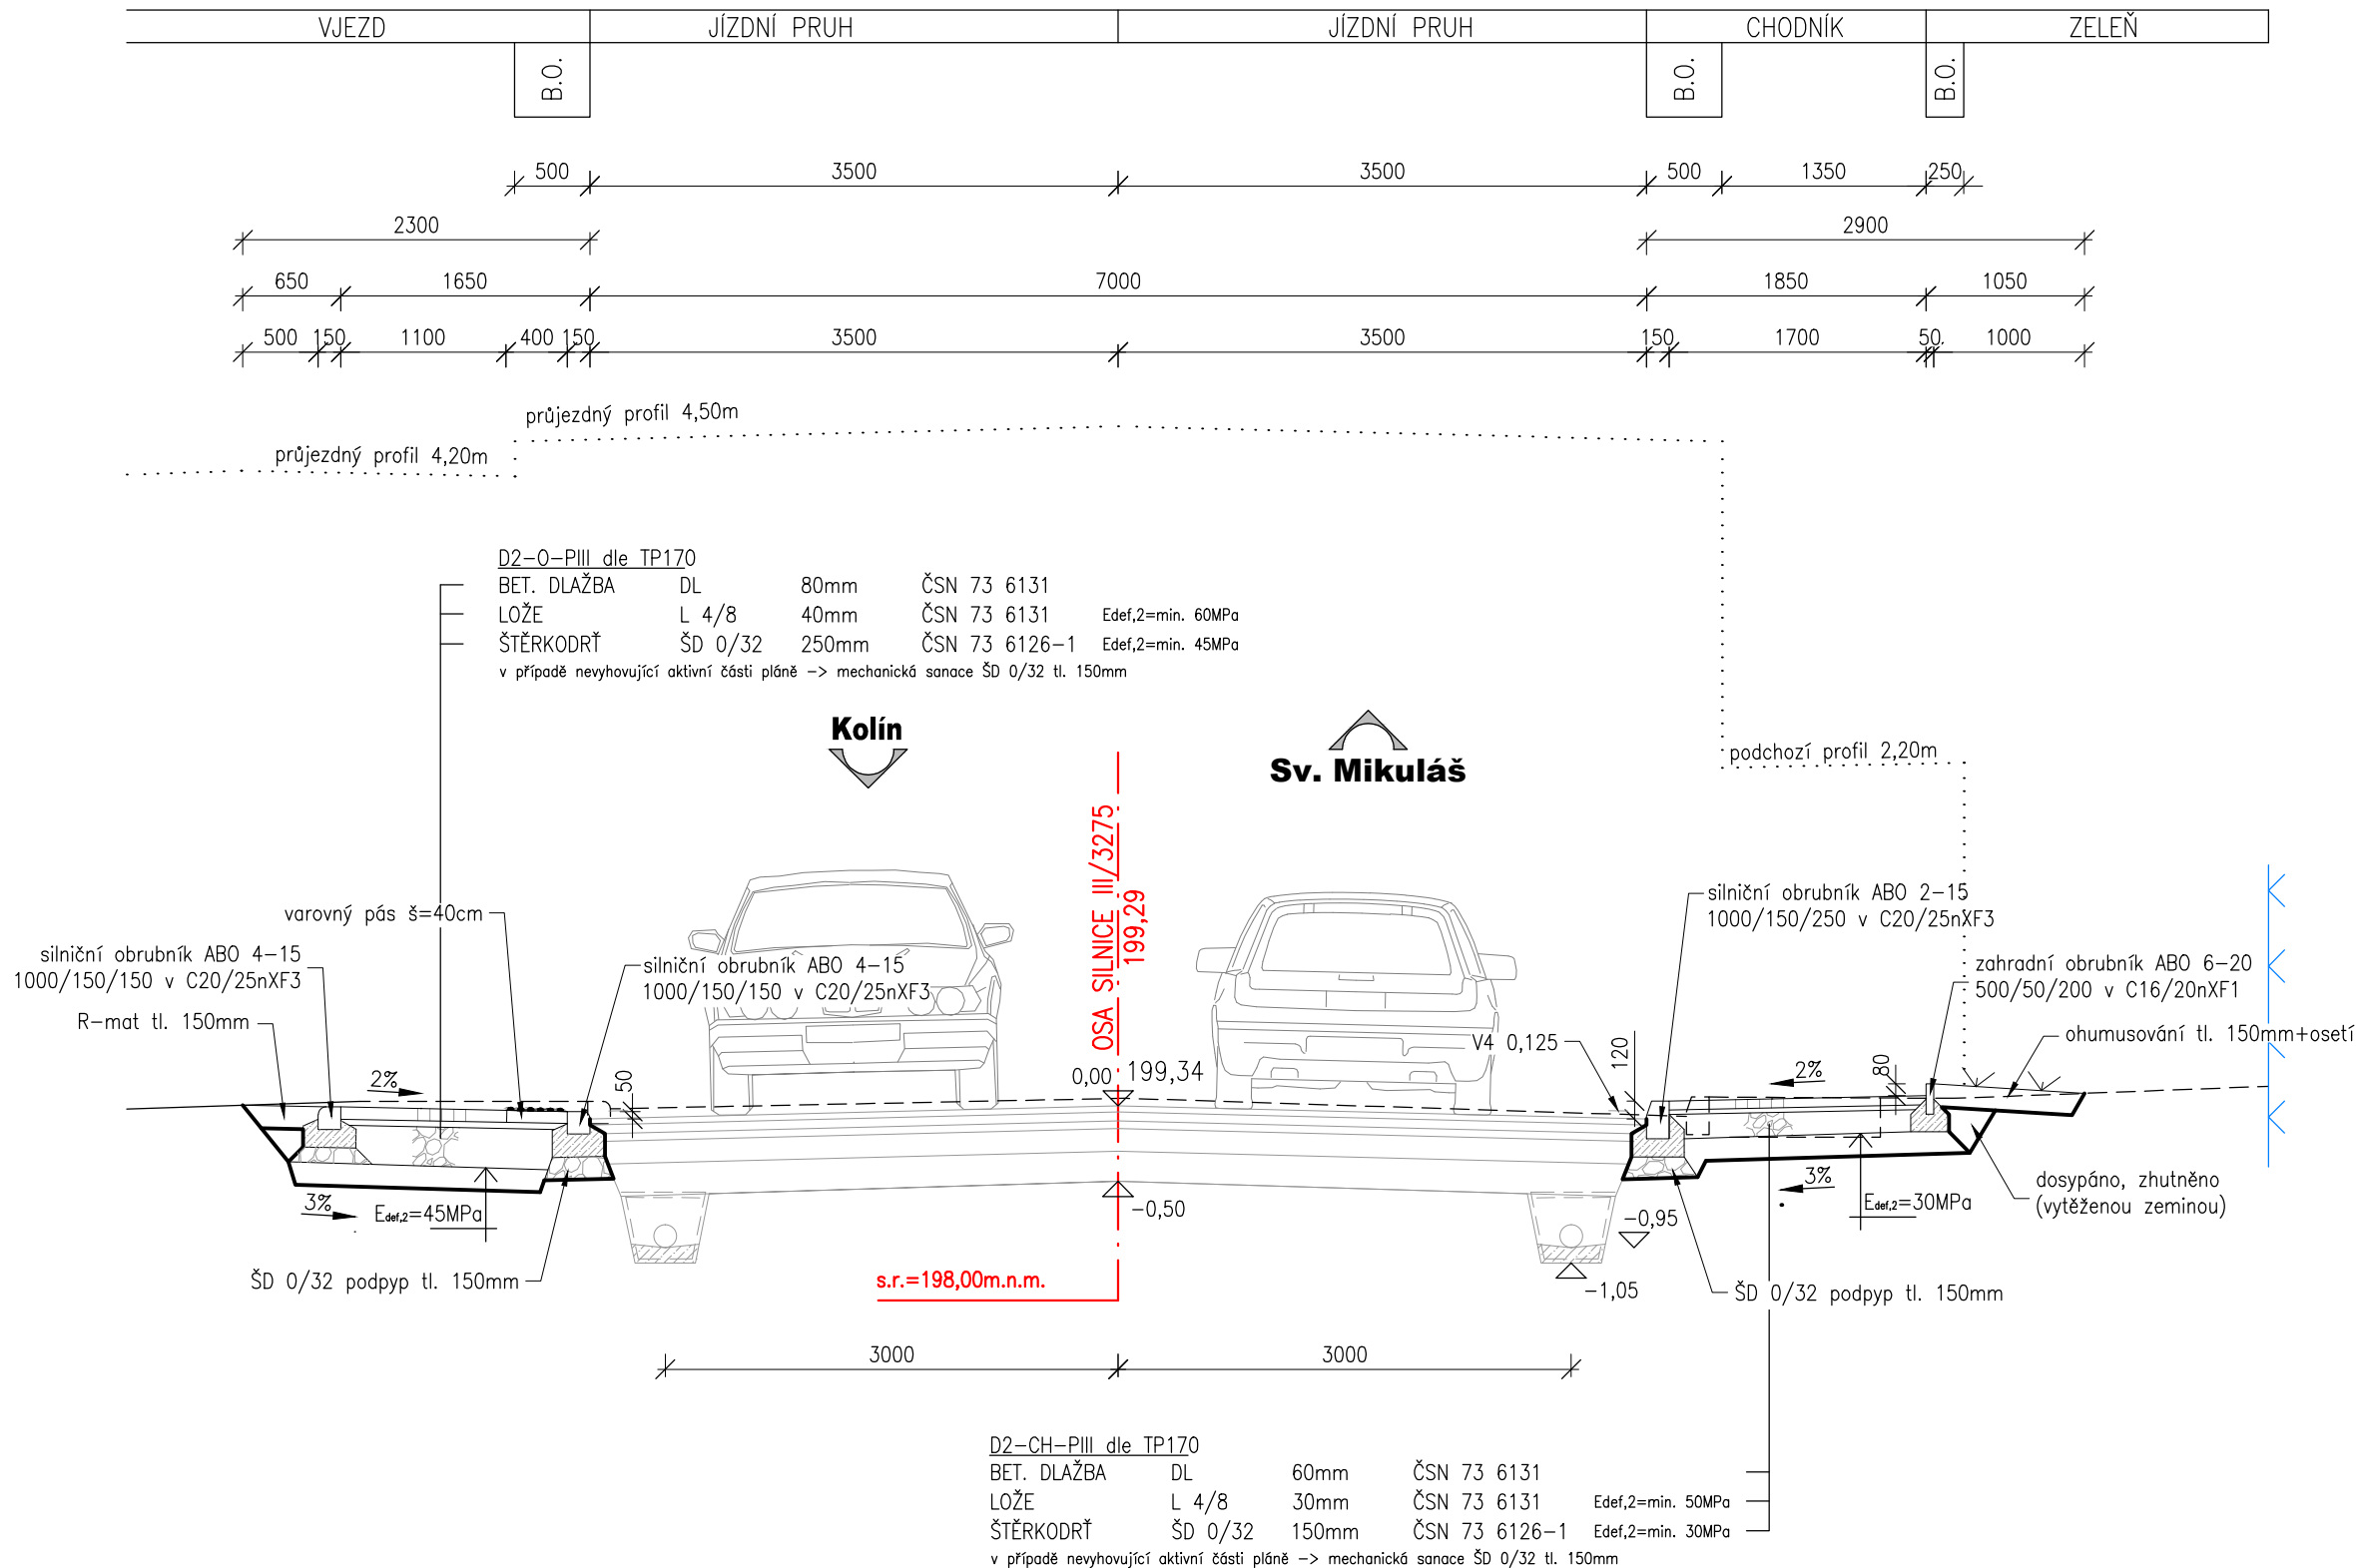 VJEZD JÍZDNÍ PRUH JÍZDNÍ PRUH CHODNÍK ZELEŇ
B.O. B.O. B.O.
500 3500 3500 500 1350 250
2300 2900
650 1650 7000 1850 1050
500 150 1100 400 150 3500 3500 150 1700 50 1000
průjezdný profil 4,50m
průjezdný profil 4,20m
D2-O-PIII dle TP170
BET. DLAŽBA DL 80mm ČSN 73 6131
LOŽE L 4/8 40mm ČSN 73 6131 Edef,2=min. 60MPa
ŠTĚRKODRŤ ŠD 0/32 250mm ČSN 73 6126-1 Edef,2=min. 45MPa
v případě nevyhovující aktivní části pláně -> mechanická sanace ŠD 0/32 tl. 150mm
Kolín
Sv. Mikuláš
podchozí profil 2,20m
OSA SILNICE III/3275
199,29
varovný pás š=40cm
silniční obrubník ABO 4-15
1000/150/150 v C20/25nXF3
R-mat tl. 150mm
silniční obrubník ABO 4-15
1000/150/150 v C20/25nXF3
silniční obrubník ABO 2-15
1000/150/250 v C20/25nXF3
zahradní obrubník ABO 6-20
500/50/200 v C16/20nXF1
ohumusování tl. 150mm+osetí
V4 0,125
120
80
50
2%
2%
0,00 199,34
3%
3%
Edef,2=45MPa
Edef,2=30MPa
-0,50
-0,95
-1,05
dosypáno, zhutněno
(vytěženou zeminou)
ŠD 0/32 podpyp tl. 150mm
s.r.=198,00m.n.m.
ŠD 0/32 podpyp tl. 150mm
3000 3000
D2-CH-PIII dle TP170
BET. DLAŽBA DL 60mm ČSN 73 6131
LOŽE L 4/8 30mm ČSN 73 6131 Edef,2=min. 50MPa
ŠTĚRKODRŤ ŠD 0/32 150mm ČSN 73 6126-1 Edef,2=min. 30MPa
v případě nevyhovující aktivní části pláně -> mechanická sanace ŠD 0/32 tl. 150mm